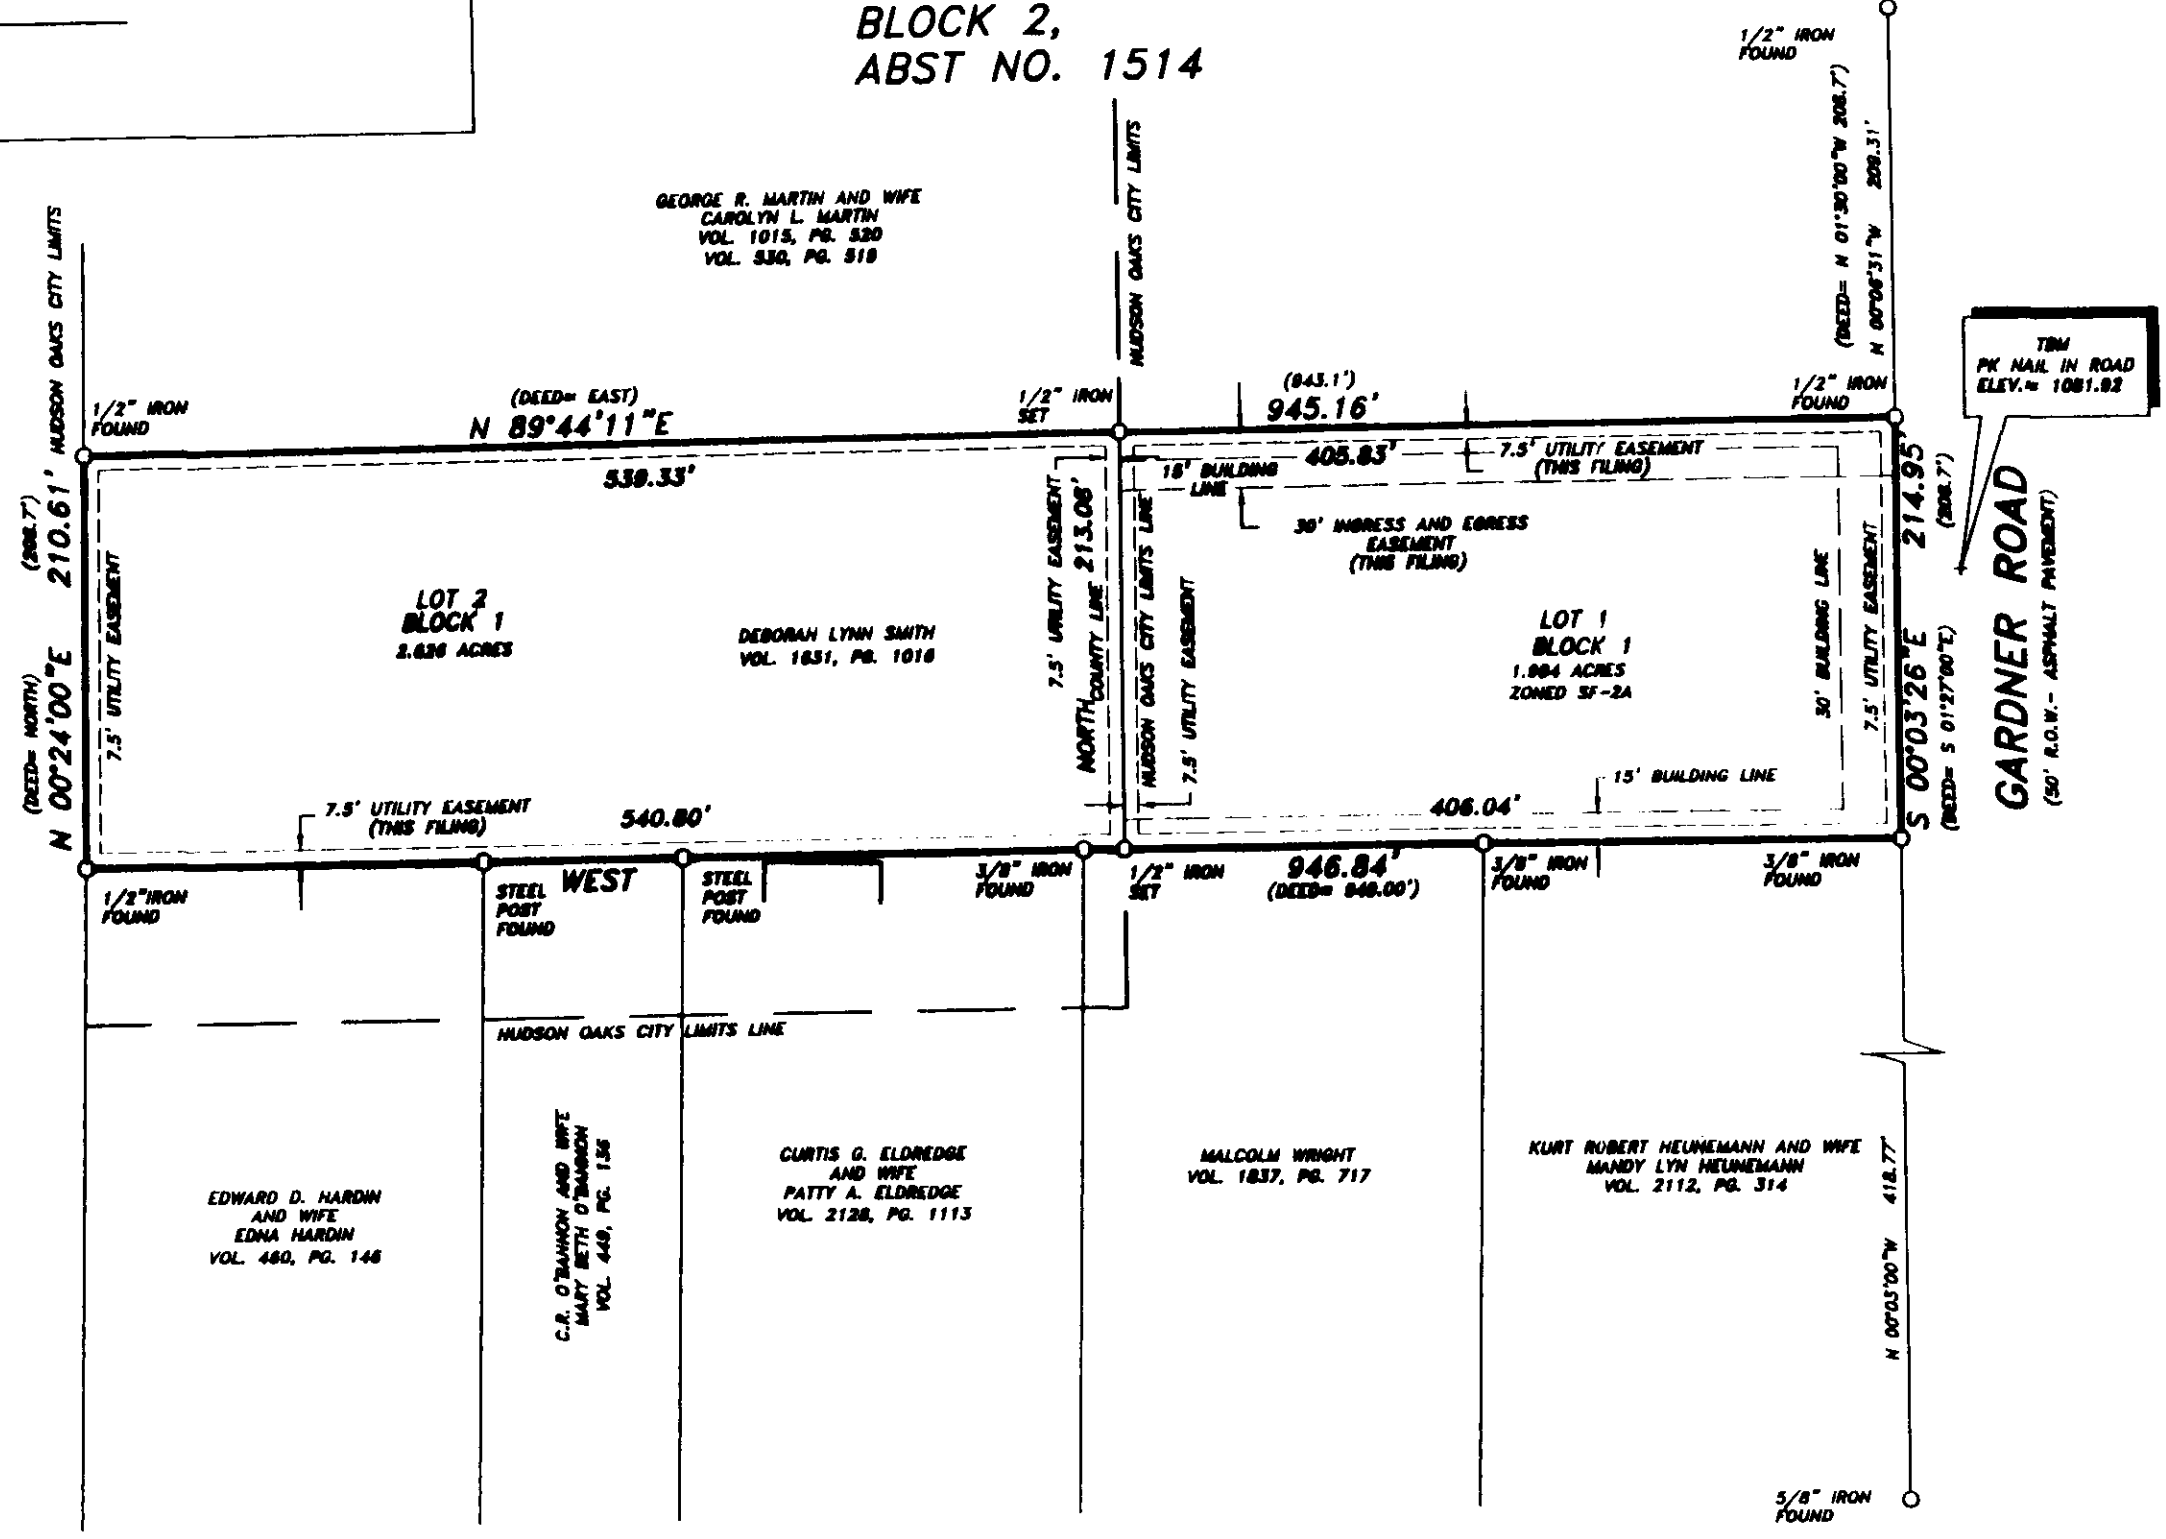 BLOCK 2,
ABST NO. 1514
1/2" IRON
FOUND
(DEED= N 01°30'00"W 208.7')
N 00°06'31"W 209.31'
HUDSON OAKS CITY LIMITS
HUDSON OAKS CITY LIMITS
GEORGE R. MARTIN AND WIFE
CAROLYN L. MARTIN
VOL. 1015, PG. 520
VOL. 530, PG. 519
TBM
PK NAIL IN ROAD
ELEV.= 1081.92
1/2" IRON
FOUND
(DEED= EAST)
N 89°44'11"E
1/2" IRON
SET
(943.1')
945.16'
1/2" IRON
FOUND
539.33'
405.83'
15' BUILDING
LINE
7.5' UTILITY EASEMENT
(THIS FILING)
30' INGRESS AND EGRESS
EASEMENT
(THIS FILING)
(208.7')
210.61'
(DEED= NORTH)
N 00°24'00"E
7.5' UTILITY EASEMENT
LOT 2
BLOCK 1
2.626 ACRES
DEBORAH LYNN SMITH
VOL. 1631, PG. 1016
7.5' UTILITY EASEMENT
NORTH 213.06'
COUNTY LINE
HUDSON OAKS CITY LIMITS LINE
7.5' UTILITY EASEMENT
LOT 1
BLOCK 1
1.984 ACRES
ZONED SF-2A
30' BUILDING LINE
7.5' UTILITY EASEMENT
S 00°03'26"E 214.95'
(DEED= S 01°27'00"E)
(208.7')
GARDNER ROAD
(50' R.O.W.- ASPHALT PAVEMENT)
7.5' UTILITY EASEMENT
(THIS FILING)
540.80'
406.04'
15' BUILDING LINE
1/2"IRON
FOUND
STEEL
POST
FOUND
WEST
STEEL
POST
FOUND
3/8" IRON
FOUND
1/2" IRON
SET
946.84'
(DEED= 949.00')
3/8" IRON
FOUND
3/8" IRON
FOUND
HUDSON OAKS CITY LIMITS LINE
EDWARD D. HARDIN
AND WIFE
EDNA HARDIN
VOL. 460, PG. 146
C.R. O'BANNON AND WIFE
MARY BETH O'BANNON
VOL. 449, PG. 136
CURTIS G. ELDREDGE
AND WIFE
PATTY A. ELDREDGE
VOL. 2128, PG. 1113
MALCOLM WRIGHT
VOL. 1837, PG. 717
KURT ROBERT HEUNEMANN AND WIFE
MANDY LYN HEUNEMANN
VOL. 2112, PG. 314
N 00°03'00"W 418.77'
5/8" IRON
FOUND